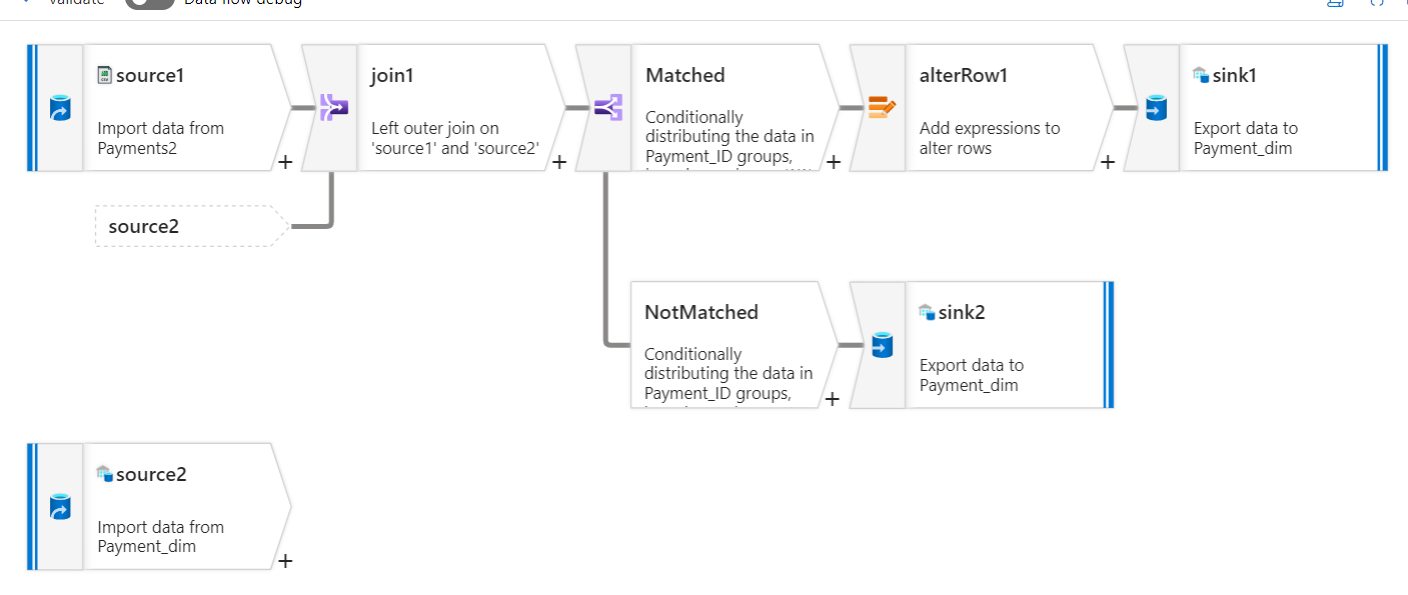 Validate Data flow debug
source1
Import data from
Payments2
join1
Left outer join on
'source1' and 'source2'
Matched
Conditionally
distributing the data in
Payment_ID groups,
alterRow1
Add expressions to
alter rows
sink1
Export data to
Payment_dim
source2
NotMatched
Conditionally
distributing the data in
Payment_ID groups,
sink2
Export data to
Payment_dim
source2
Import data from
Payment_dim